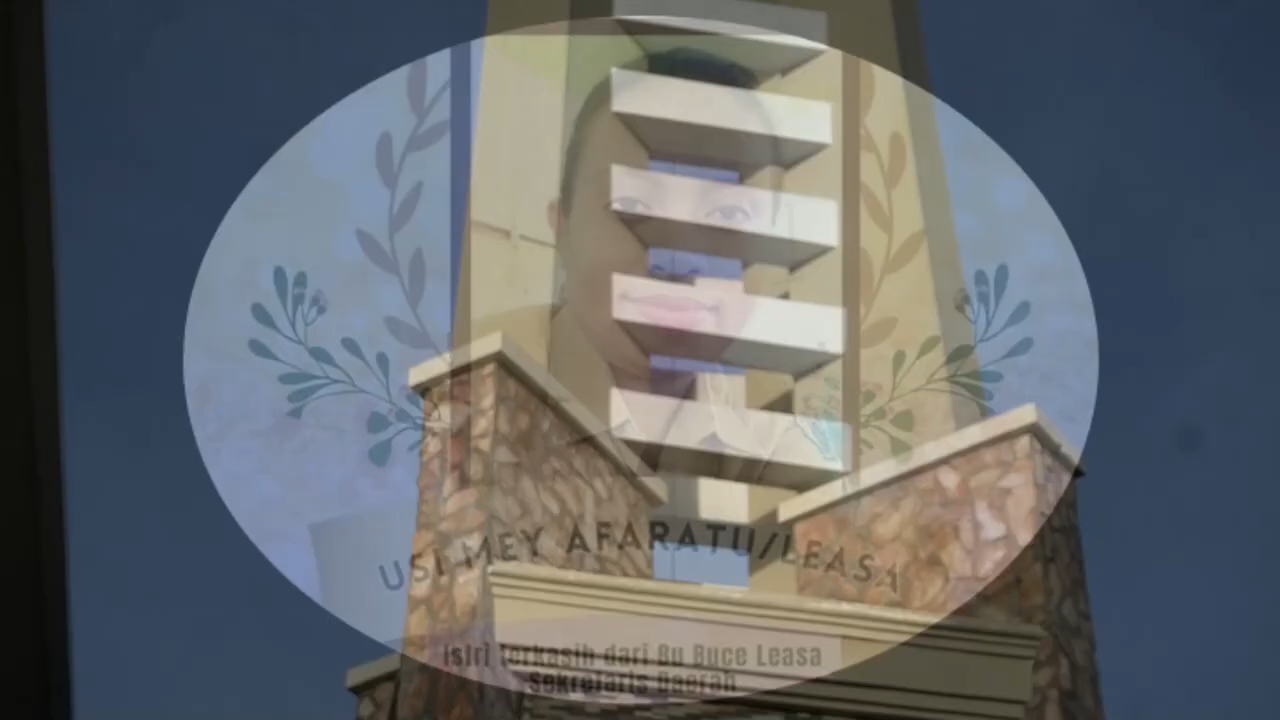 USI MEY AFARATU/LEASA
Istri terkasih dari Bu Buce Leasa
Sekretaris Daerah